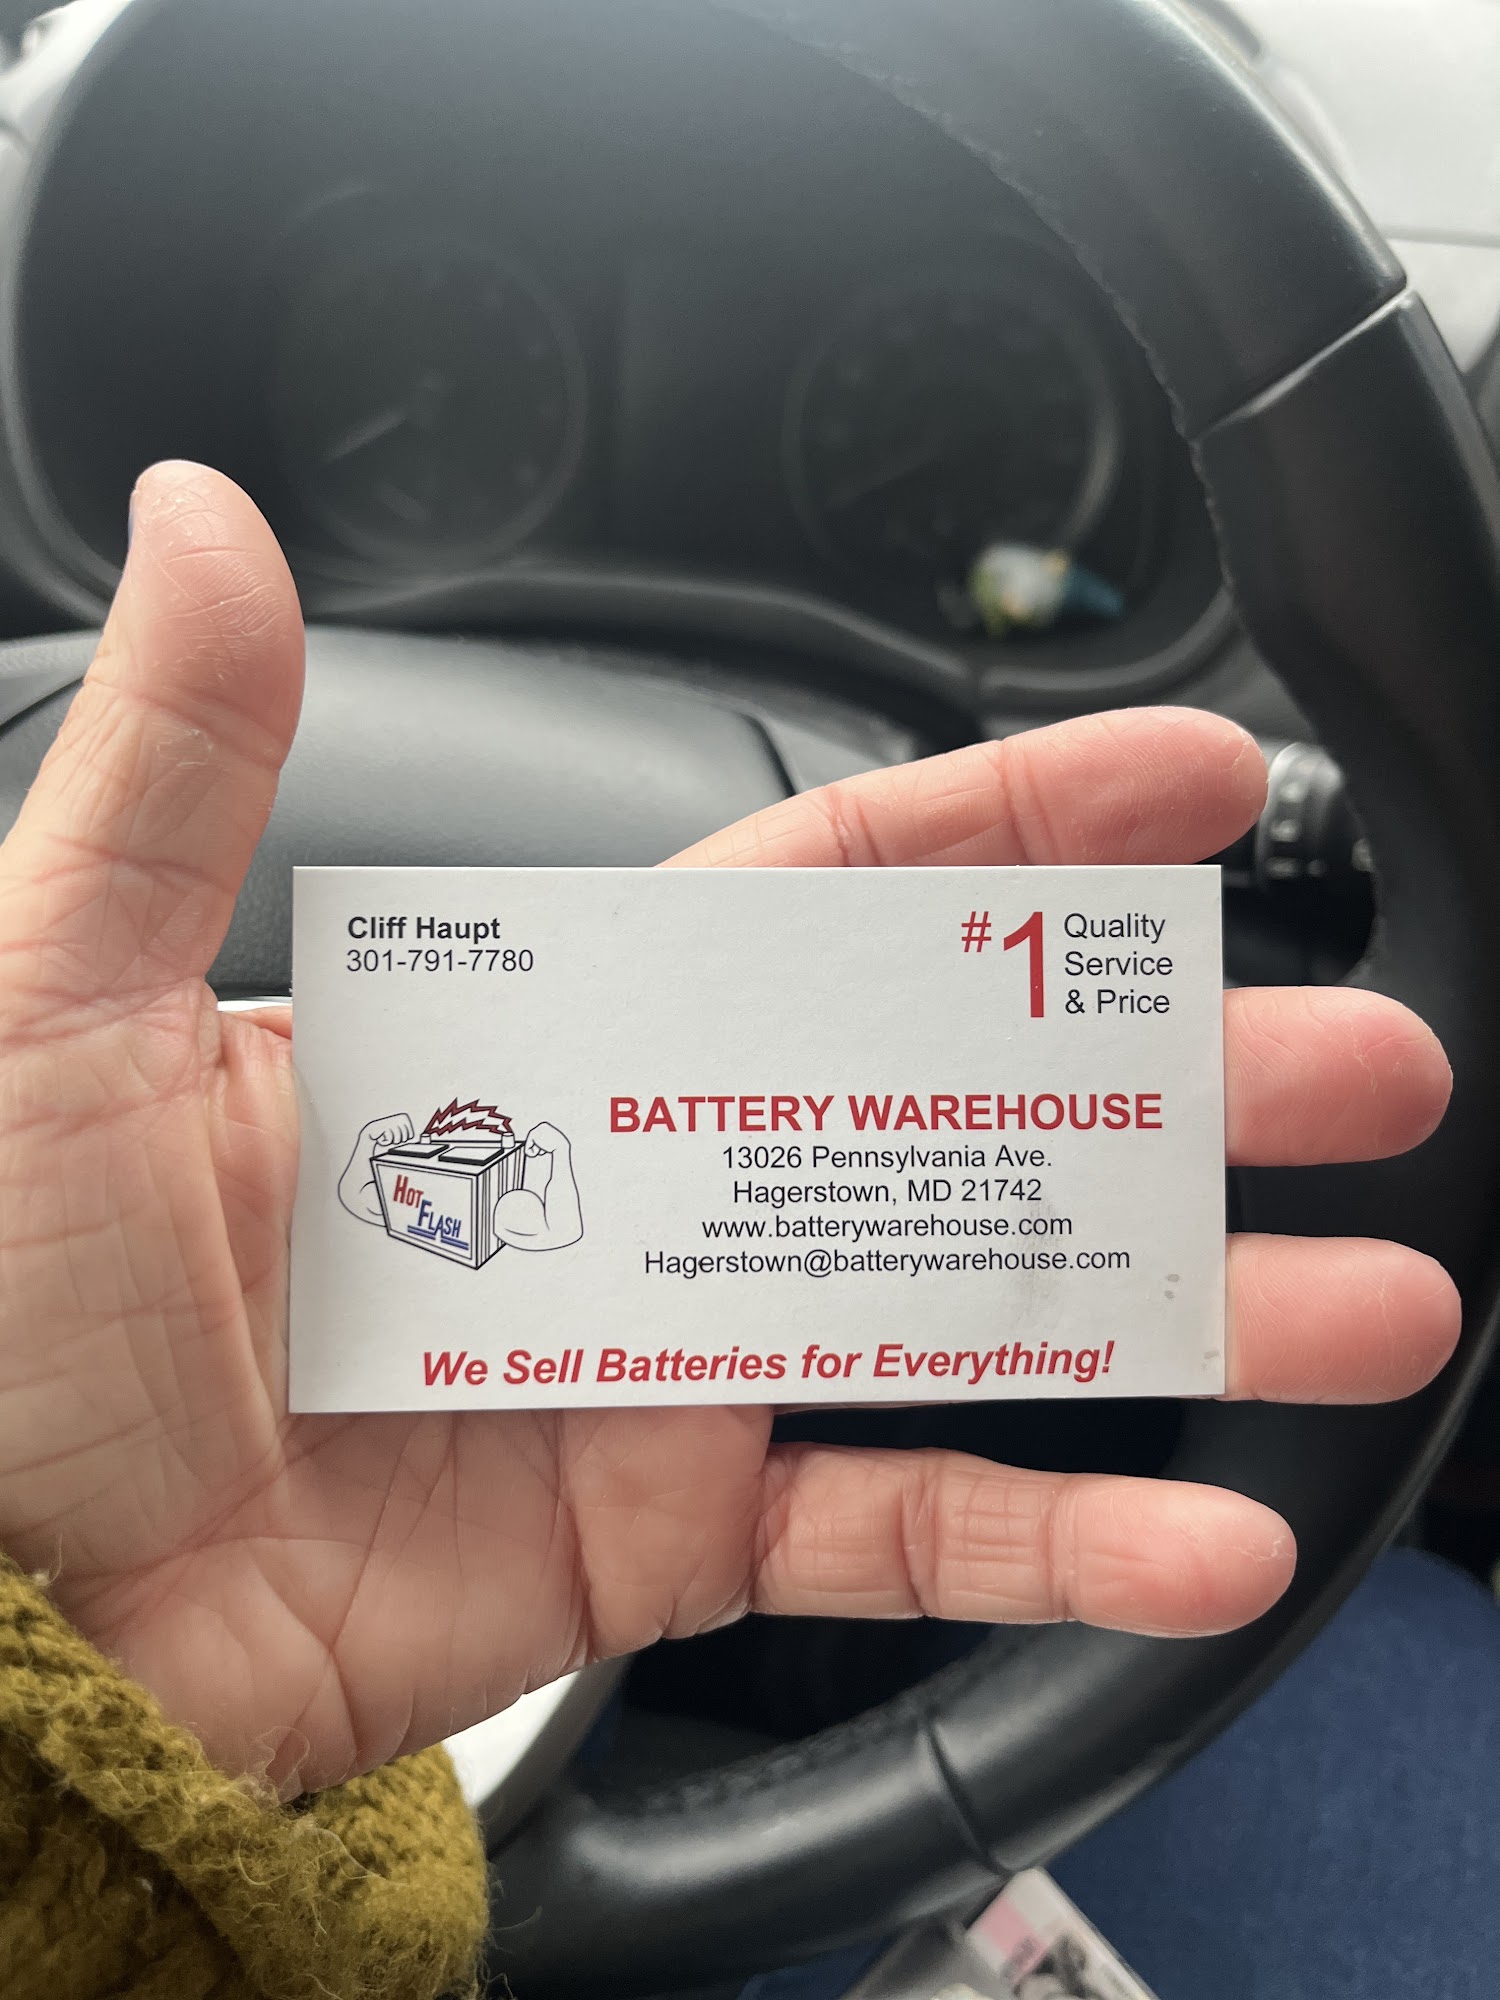 Cliff Haupt
301-791-7780
#1
Quality
Service
& Price
HOT
FLASH
BATTERY WAREHOUSE
13026 Pennsylvania Ave.
Hagerstown, MD 21742
www.batterywarehouse.com
Hagerstown@batterywarehouse.com
We Sell Batteries for Everything!